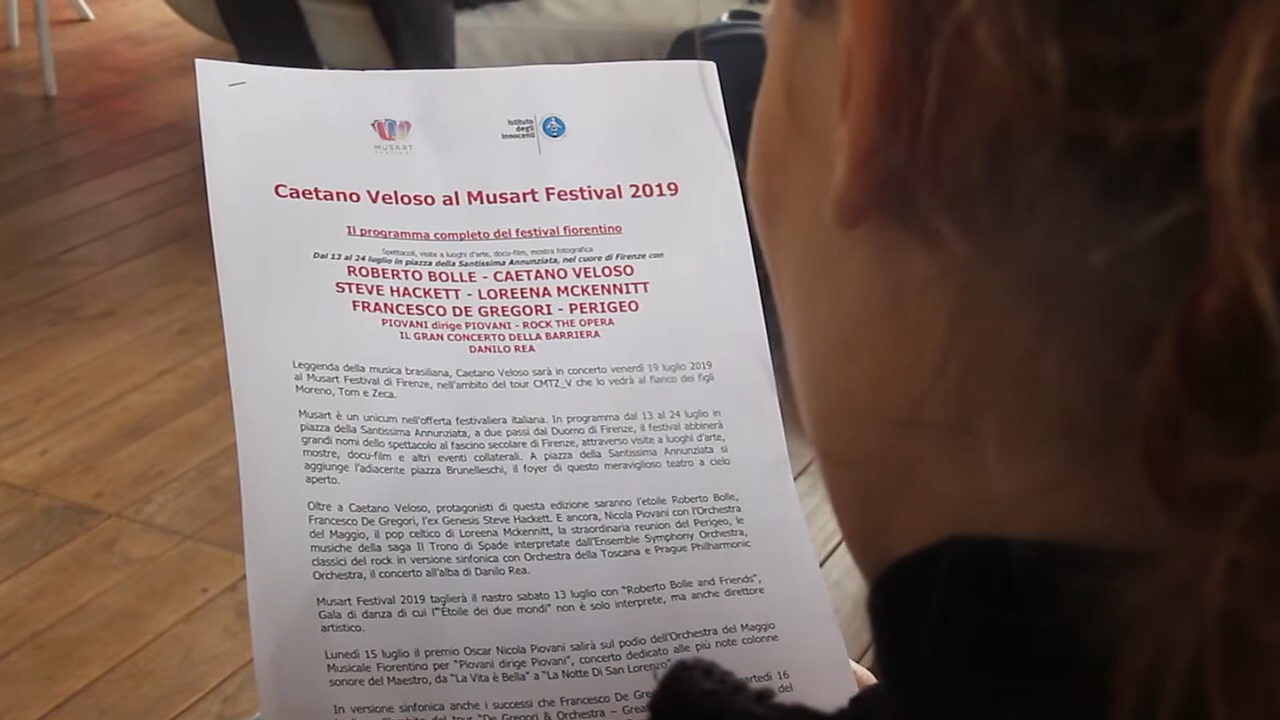 MUSART
FESTIVAL
Istituto
degli
Innocenti
Caetano Veloso al Musart Festival 2019
Il programma completo del festival fiorentino
Spettacoli, visite a luoghi d'arte, docu-film, mostra fotografica
Dal 13 al 24 luglio in piazza della Santissima Annunziata, nel cuore di Firenze con
ROBERTO BOLLE - CAETANO VELOSO
STEVE HACKETT - LOREENA MCKENNITT
FRANCESCO DE GREGORI - PERIGEO
PIOVANI dirige PIOVANI - ROCK THE OPERA
IL GRAN CONCERTO DELLA BARRIERA
DANILO REA
Leggenda della musica brasiliana, Caetano Veloso sarà in concerto venerdì 19 luglio 2019
al Musart Festival di Firenze, nell'ambito del tour CMTZ_V che lo vedrà al fianco dei figli
Moreno, Tom e Zeca.
Musart è un unicum nell'offerta festivaliera italiana. In programma dal 13 al 24 luglio in
piazza della Santissima Annunziata, a due passi dal Duomo di Firenze, il festival abbinerà
grandi nomi dello spettacolo al fascino secolare di Firenze, attraverso visite a luoghi d'arte,
mostre, docu-film e altri eventi collaterali. A piazza della Santissima Annunziata si
aggiunge l'adiacente piazza Brunelleschi, il foyer di questo meraviglioso teatro a cielo
aperto.
Oltre a Caetano Veloso, protagonisti di questa edizione saranno l'etoile Roberto Bolle,
Francesco De Gregori, l'ex Genesis Steve Hackett. E ancora, Nicola Piovani con l'Orchestra
del Maggio, il pop celtico di Loreena Mckennitt, la straordinaria reunion del Perigeo, le
musiche della saga Il Trono di Spade interpretate dall'Ensemble Symphony Orchestra,
classici del rock in versione sinfonica con Orchestra della Toscana e Prague Philharmonic
Orchestra, il concerto all'alba di Danilo Rea.
Musart Festival 2019 taglierà il nastro sabato 13 luglio con "Roberto Bolle and Friends",
Gala di danza di cui l'"Étoile dei due mondi" non è solo interprete, ma anche direttore
artistico.
Lunedì 15 luglio il premio Oscar Nicola Piovani salirà sul podio dell'Orchestra del Maggio
Musicale Fiorentino per "Piovani dirige Piovani", concerto dedicato alle più note colonne
sonore del Maestro, da "La Vita è Bella" a "La Notte Di San Lorenzo"
In versione sinfonica anche i successi che Francesco De martedì 16
tour "De Gregori & Orchestra – del